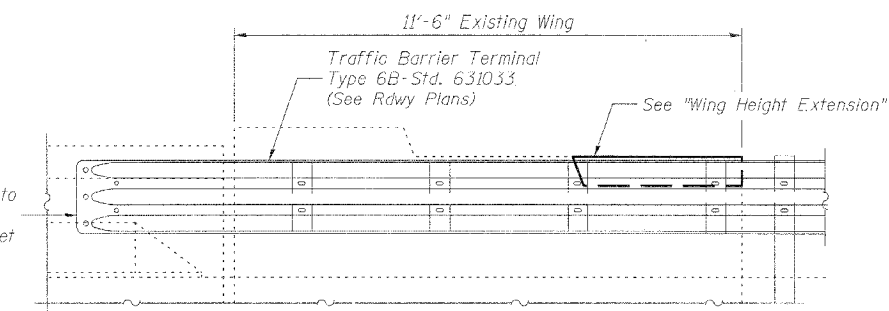 11'-6" Existing Wing
Traffic Barrier Terminal
Type 6B-Std. 631033
(See Rdwy Plans)
See "Wing Height Extension"
to
et